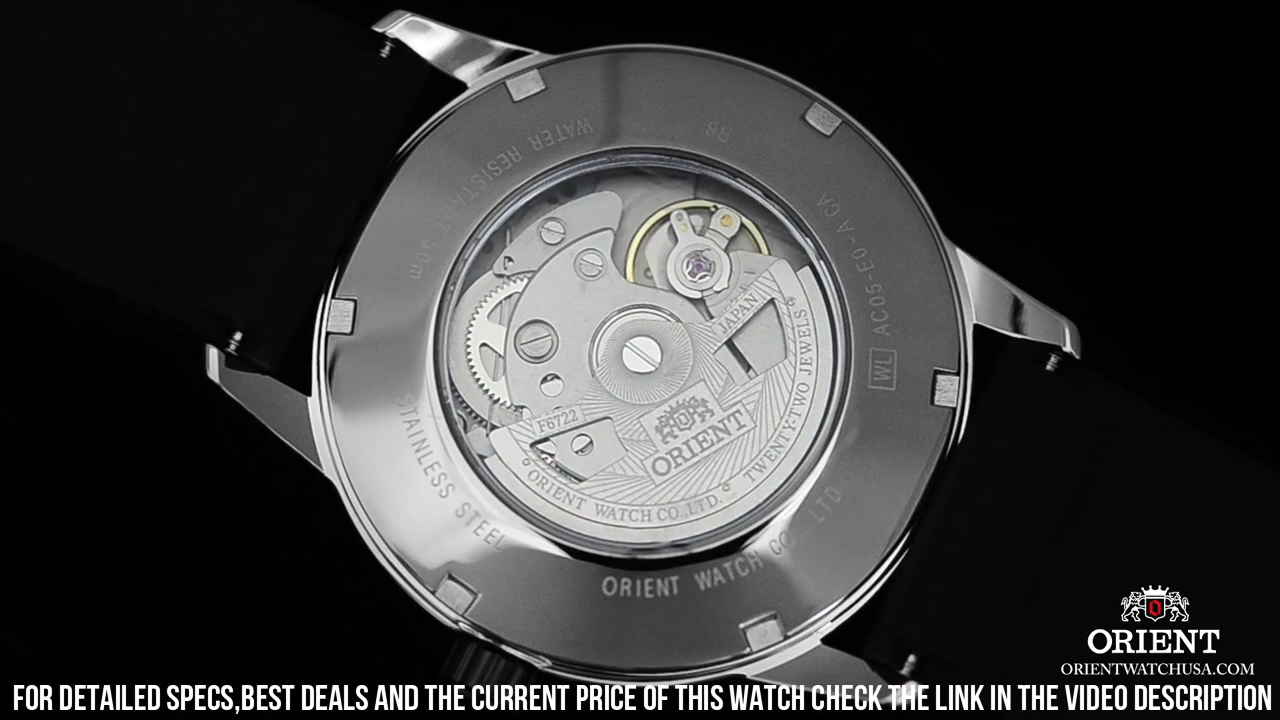 WATER RESISTANT 50m
R8
AC05-E0-A CA
WL
JAPAN
TWENTY-TWO JEWELS
F6722
ORIENT
ORIENT WATCH CO.,LTD.
STAINLESS STEEL
ORIENT WATCH CO., LTD
ORIENT
ORIENTWATCHUSA.COM
FOR DETAILED SPECS,BEST DEALS AND THE CURRENT PRICE OF THIS WATCH CHECK THE LINK IN THE VIDEO DESCRIPTION